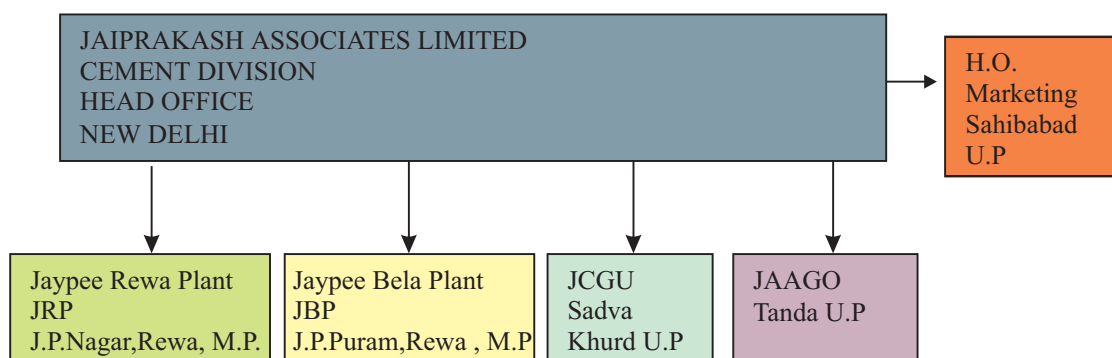 JAIPRAKASH ASSOCIATES LIMITED
CEMENT DIVISION
HEAD OFFICE
NEW DELHI
H.O.
Marketing
Sahibabad
U.P
Jaypee Rewa Plant
JRP
J.P.Nagar,Rewa, M.P.
Jaypee Bela Plant
JBP
J.P.Puram,Rewa , M.P
JCGU
Sadva
Khurd U.P
JAAGO
Tanda U.P